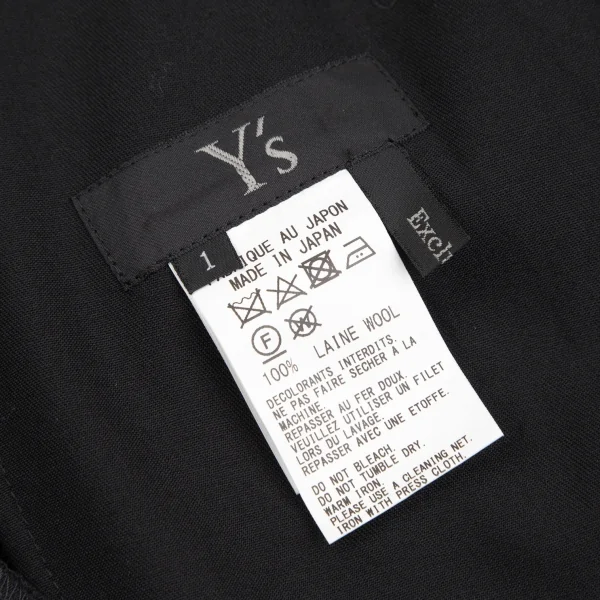 Y's
1
Exclu
FABRIQUE AU JAPON
MADE IN JAPAN
F
W
100% LAINE WOOL
DECOLORANTS INTERDITS.
NE PAS FAIRE SÉCHER À LA
MACHINE.
REPASSER AU FER DOUX.
VEUILLEZ UTILISER UN FILET
LORS DU LAVAGE.
REPASSER AVEC UNE ETOFFE.
DO NOT BLEACH.
DO NOT TUMBLE DRY.
WARM IRON.
PLEASE USE A CLEANING NET.
IRON WITH PRESS CLOTH.